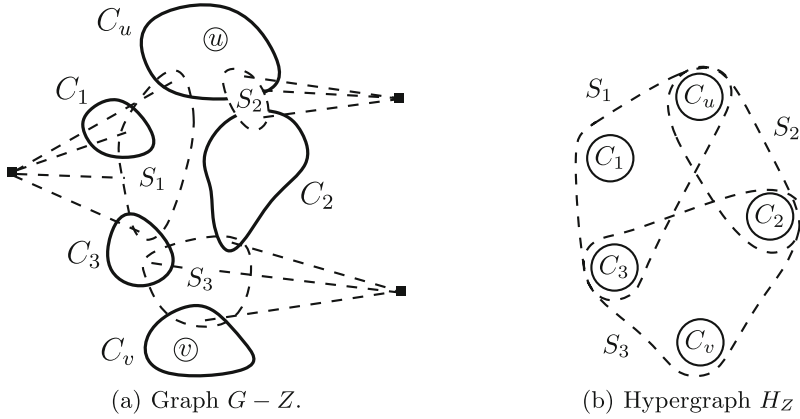 C_u
u
C_1
S_2
S_1
C_2
C_3
S_3
C_v
v
(a) Graph G − Z.
S_1
C_u
S_2
C_1
C_2
C_3
S_3
C_v
(b) Hypergraph H_Z